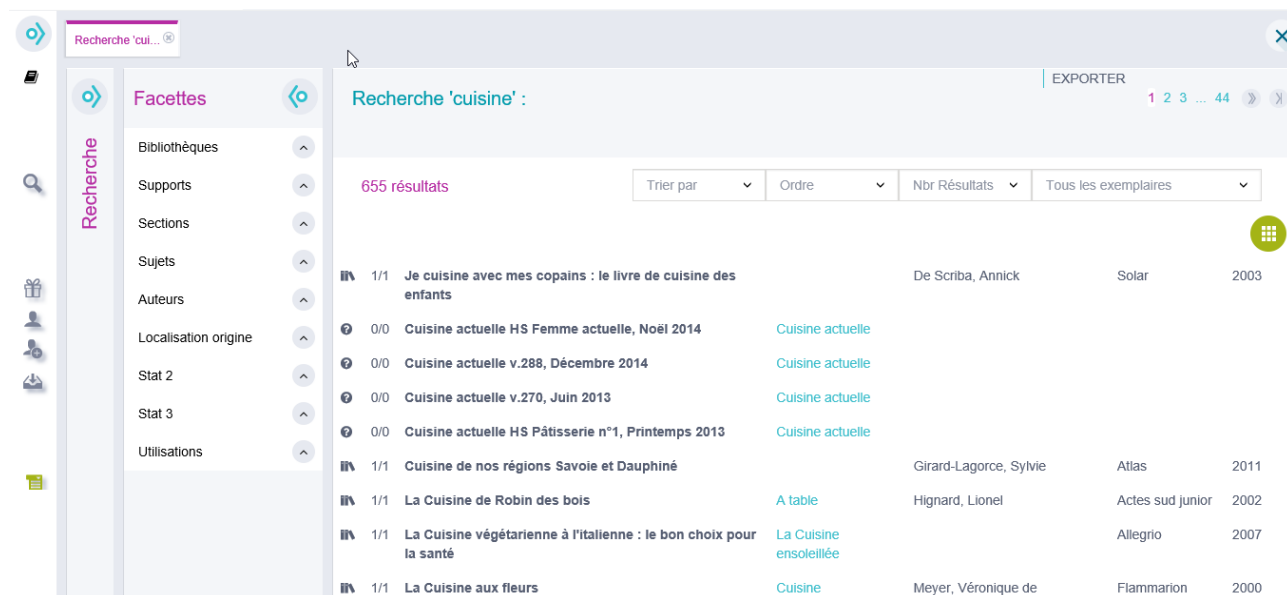 Recherche 'cui...
Recherche
Facettes
Bibliothèques
Supports
Sections
Sujets
Auteurs
Localisation origine
Stat 2
Stat 3
Utilisations
Recherche 'cuisine' :
EXPORTER
1 2 3 ... 44
655 résultats
Trier par
Ordre
Nbr Résultats
Tous les exemplaires
1/1 Je cuisine avec mes copains : le livre de cuisine des De Scriba, Annick Solar 2003
enfants
0/0 Cuisine actuelle HS Femme actuelle, Noël 2014 Cuisine actuelle
0/0 Cuisine actuelle v.288, Décembre 2014 Cuisine actuelle
0/0 Cuisine actuelle v.270, Juin 2013 Cuisine actuelle
0/0 Cuisine actuelle HS Pâtisserie n°1, Printemps 2013 Cuisine actuelle
1/1 Cuisine de nos régions Savoie et Dauphiné Girard-Lagorce, Sylvie Atlas 2011
1/1 La Cuisine de Robin des bois A table Hignard, Lionel Actes sud junior 2002
1/1 La Cuisine végétarienne à l'italienne : le bon choix pour La Cuisine Allegrio 2007
la santé ensoleillée
1/1 La Cuisine aux fleurs Cuisine Meyer, Véronique de Flammarion 2000